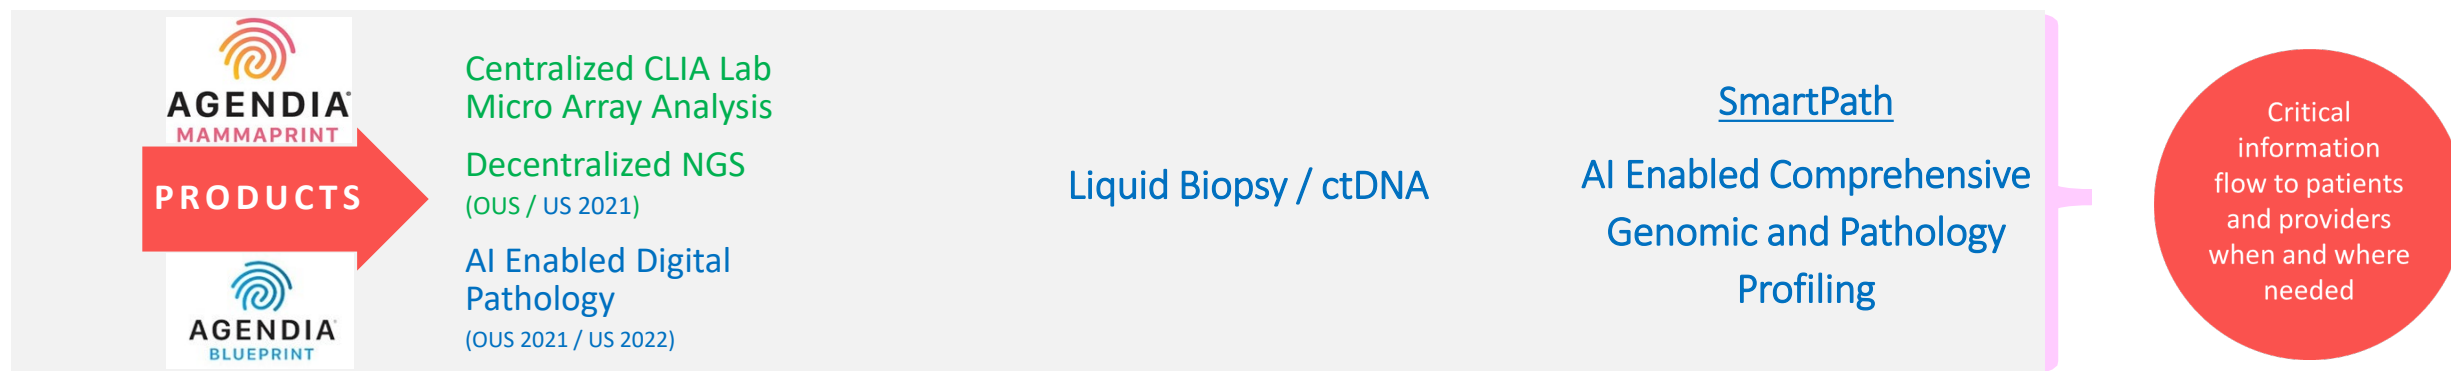 AGENDIA®
MAMMAPRINT
PRODUCTS
AGENDIA
BLUEPRINT
Centralized CLIA Lab
Micro Array Analysis
Decentralized NGS
(OUS / US 2021)
AI Enabled Digital
Pathology
(OUS 2021 / US 2022)
Liquid Biopsy / ctDNA
SmartPath
AI Enabled Comprehensive
Genomic and Pathology
Profiling
Critical
information
flow to patients
and providers
when and where
needed